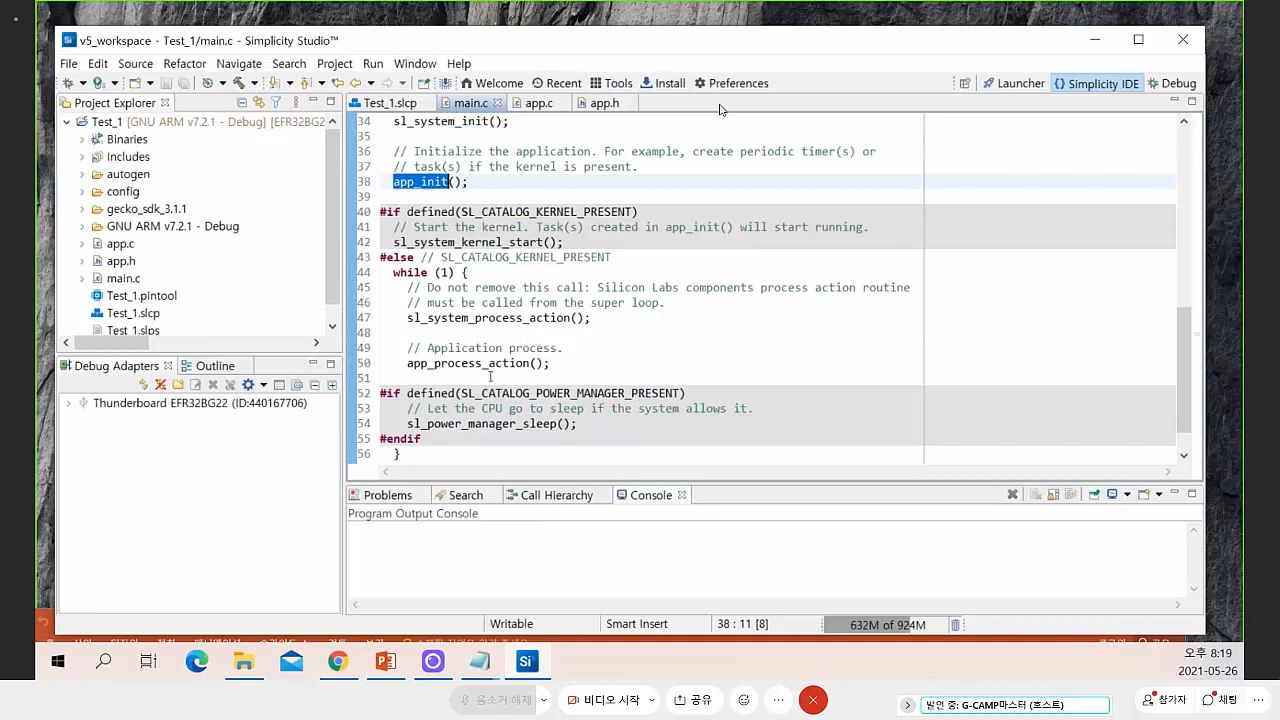 v5_workspace - Test_1/main.c - Simplicity Studio™
File Edit Source Refactor Navigate Search Project Run Window Help
Welcome Recent Tools Install Preferences Launcher Simplicity IDE Debug
Project Explorer
Test_1 [GNU ARM v7.2.1 - Debug] [EFR32BG2
Binaries
Includes
autogen
config
gecko_sdk_3.1.1
GNU ARM v7.2.1 - Debug
app.c
app.h
main.c
Test_1.pintool
Test_1.slcp
Test_1.slps
Debug Adapters Outline
Thunderboard EFR32BG22 (ID:440167706)
Test_1.slcp main.c app.c app.h
34 sl_system_init();
35
36 // Initialize the application. For example, create periodic timer(s) or
37 // task(s) if the kernel is present.
38 app_init();
39
40 #if defined(SL_CATALOG_KERNEL_PRESENT)
41 // Start the kernel. Task(s) created in app_init() will start running.
42 sl_system_kernel_start();
43 #else // SL_CATALOG_KERNEL_PRESENT
44 while (1) {
45 // Do not remove this call: Silicon Labs components process action routine
46 // must be called from the super loop.
47 sl_system_process_action();
48
49 // Application process.
50 app_process_action();
51
52 #if defined(SL_CATALOG_POWER_MANAGER_PRESENT)
53 // Let the CPU go to sleep if the system allows it.
54 sl_power_manager_sleep();
55 #endif
56 }
Problems Search Call Hierarchy Console
Program Output Console
Writable Smart Insert 38 : 11 [8] 632M of 924M
Si
오후 8:19
2021-05-26
음소거 해제 비디오 시작 공유 발언 중: G-CAMP마스터 (호스트) 참가자 채팅